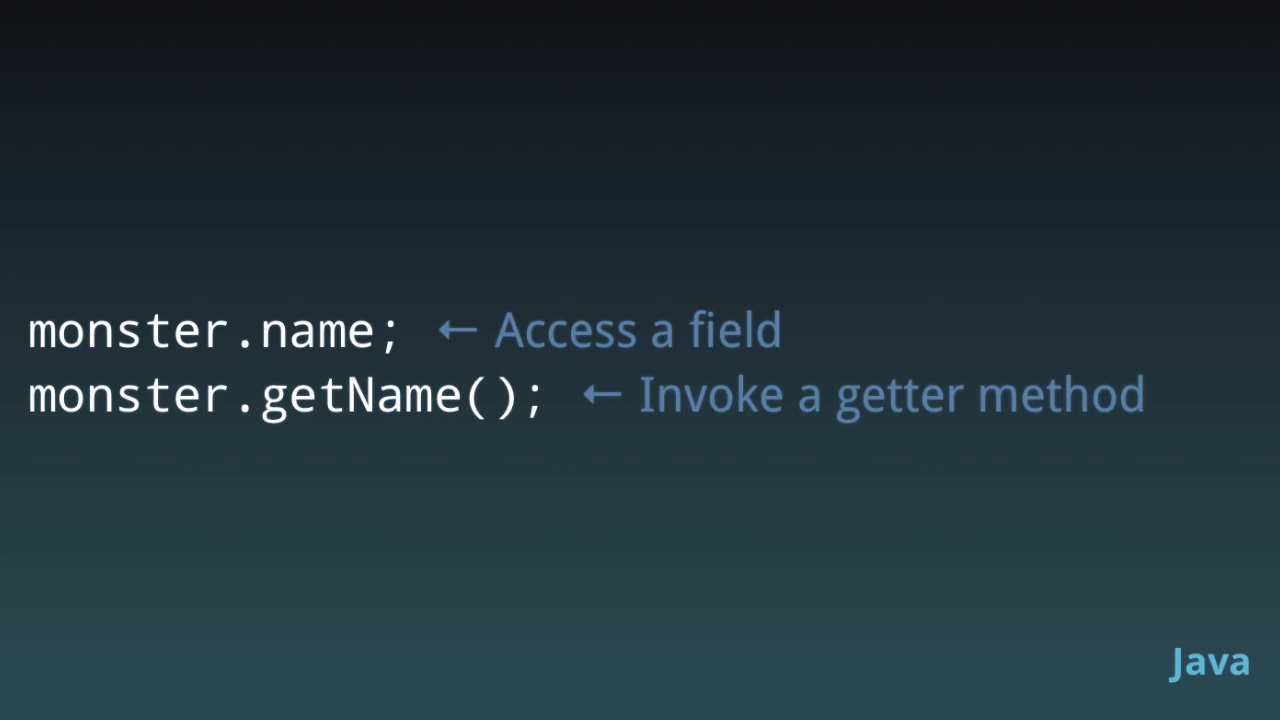 monster.name; ← Access a field
monster.getName(); ← Invoke a getter method
Java